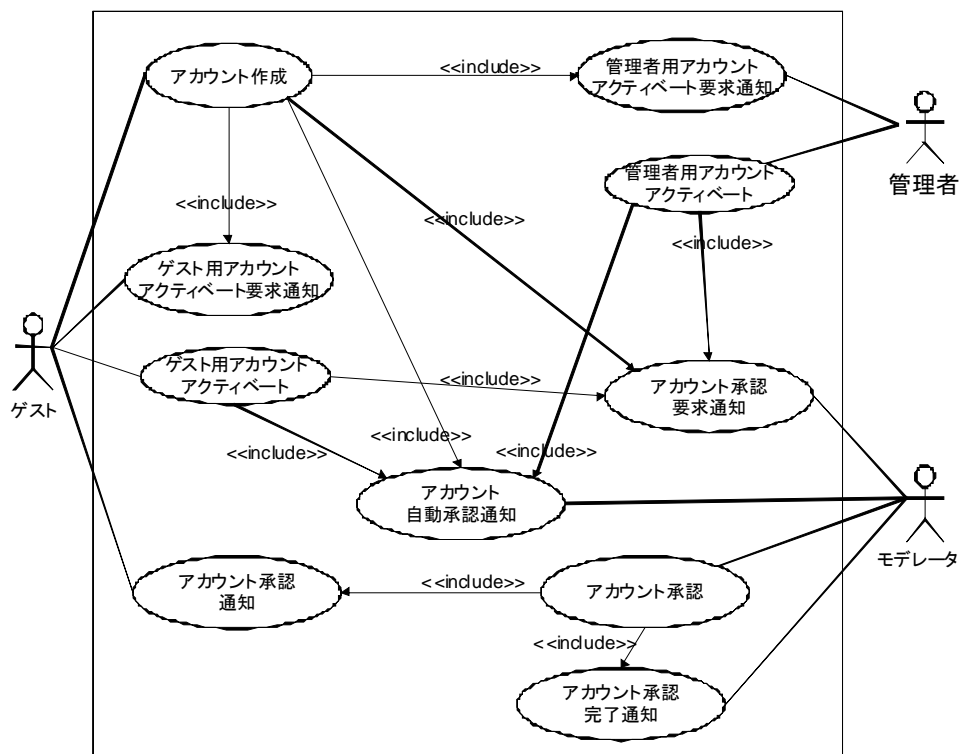 アカウント作成
<<include>>
管理者用アカウント
アクティベート要求通知
管理者
管理者用アカウント
アクティベート
<<include>>
<<include>>
<<include>>
ゲスト用アカウント
アクティベート要求通知
ゲスト
ゲスト用アカウント
アクティベート
<<include>>
アカウント承認
要求通知
<<include>>
<<include>>
<<include>>
アカウント
自動承認通知
モデレータ
アカウント承認
通知
<<include>>
アカウント承認
<<include>>
アカウント承認
完了通知